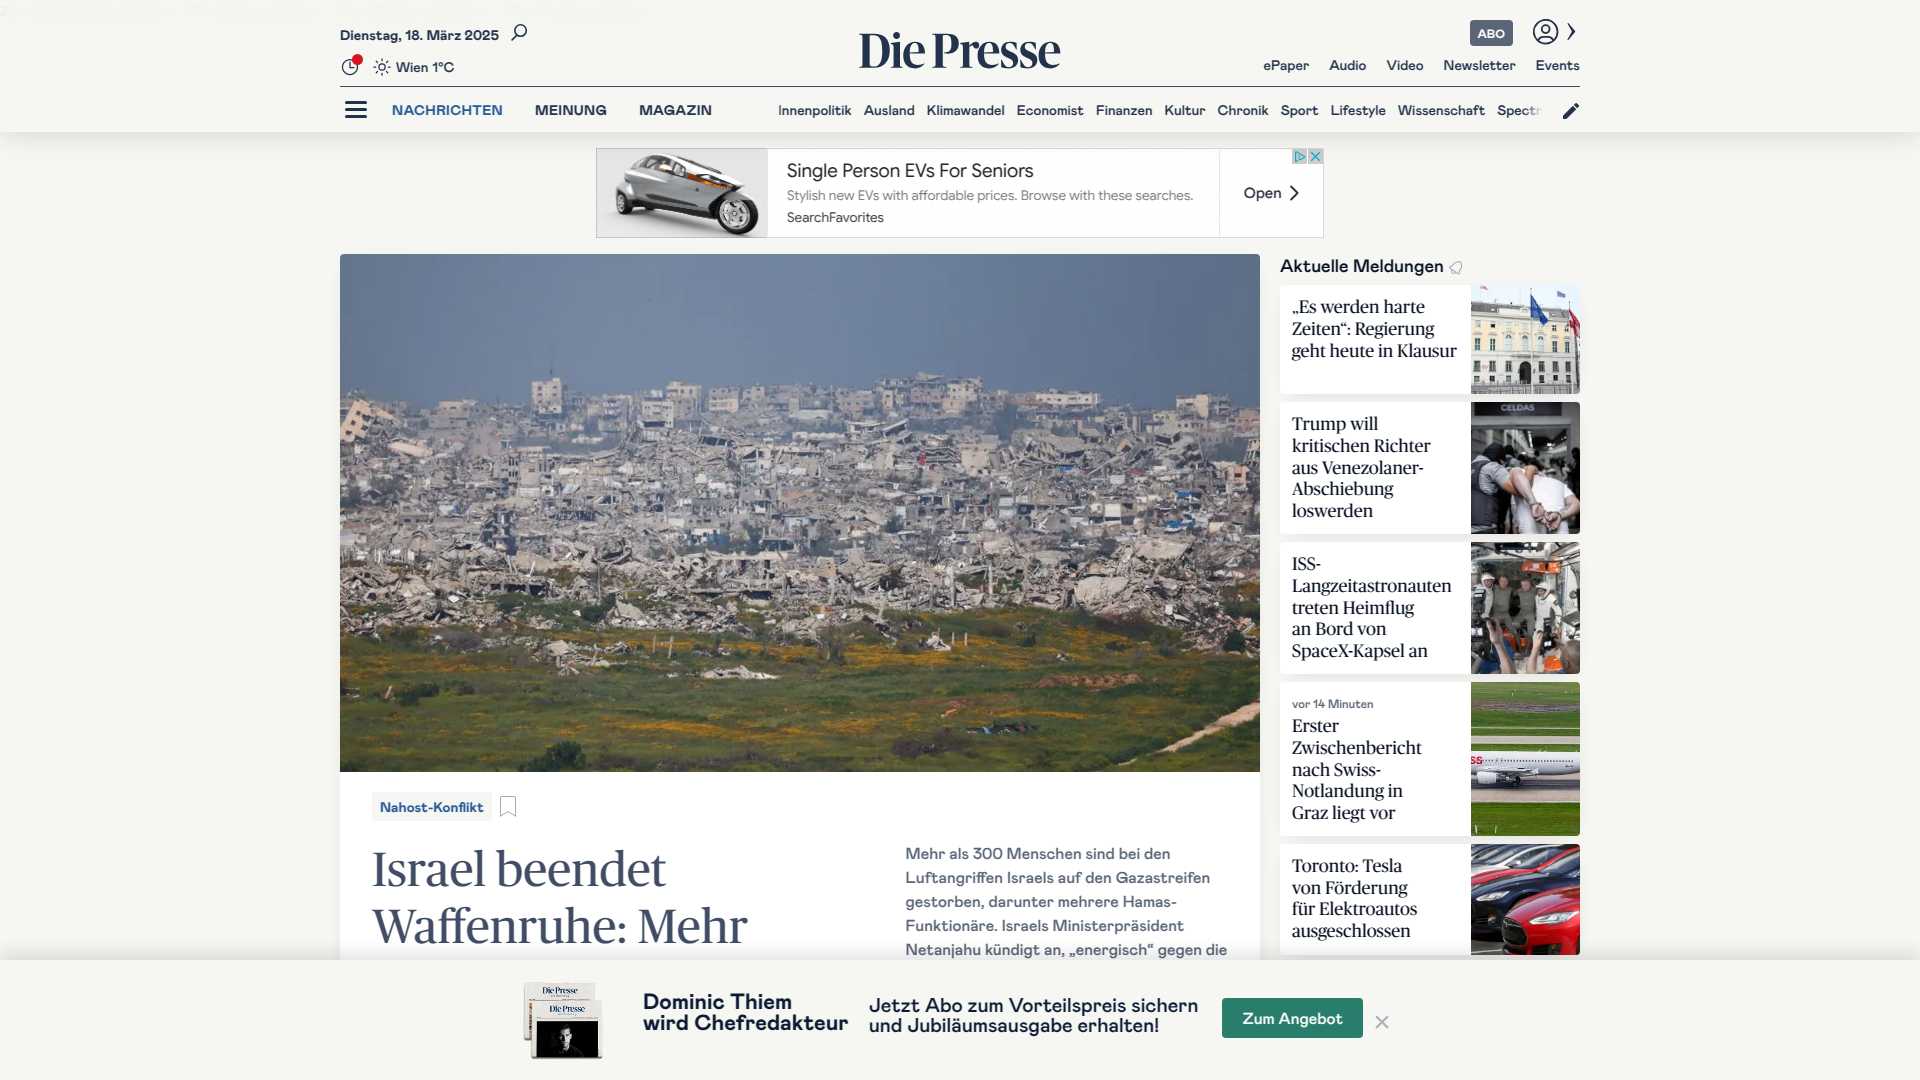 Dienstag, 18. März 2025
Wien 1°C
Die Presse
ABO
ePaper Audio Video Newsletter Events
NACHRICHTEN MEINUNG MAGAZIN Innenpolitik Ausland Klimawandel Economist Finanzen Kultur Chronik Sport Lifestyle Wissenschaft Spectr
Single Person EVs For Seniors
Stylish new EVs with affordable prices. Browse with these searches.
SearchFavorites
Open
Nahost-Konflikt
Israel beendet
Waffenruhe: Mehr
Mehr als 300 Menschen sind bei den
Luftangriffen Israels auf den Gazastreifen
gestorben, darunter mehrere Hamas-
Funktionäre. Israels Ministerpräsident
Netanjahu kündigt an, „energisch“ gegen die
Aktuelle Meldungen
„Es werden harte
Zeiten“: Regierung
geht heute in Klausur
Trump will
kritischen Richter
aus Venezolaner-
Abschiebung
loswerden
CELDAS
ISS-
Langzeitastronauten
treten Heimflug
an Bord von
SpaceX-Kapsel an
vor 14 Minuten
Erster
Zwischenbericht
nach Swiss-
Notlandung in
Graz liegt vor
SS
Toronto: Tesla
von Förderung
für Elektroautos
ausgeschlossen
Die Presse
Die Presse
Dominic Thiem
wird Chefredakteur
Jetzt Abo zum Vorteilspreis sichern
und Jubiläumsausgabe erhalten!
Zum Angebot